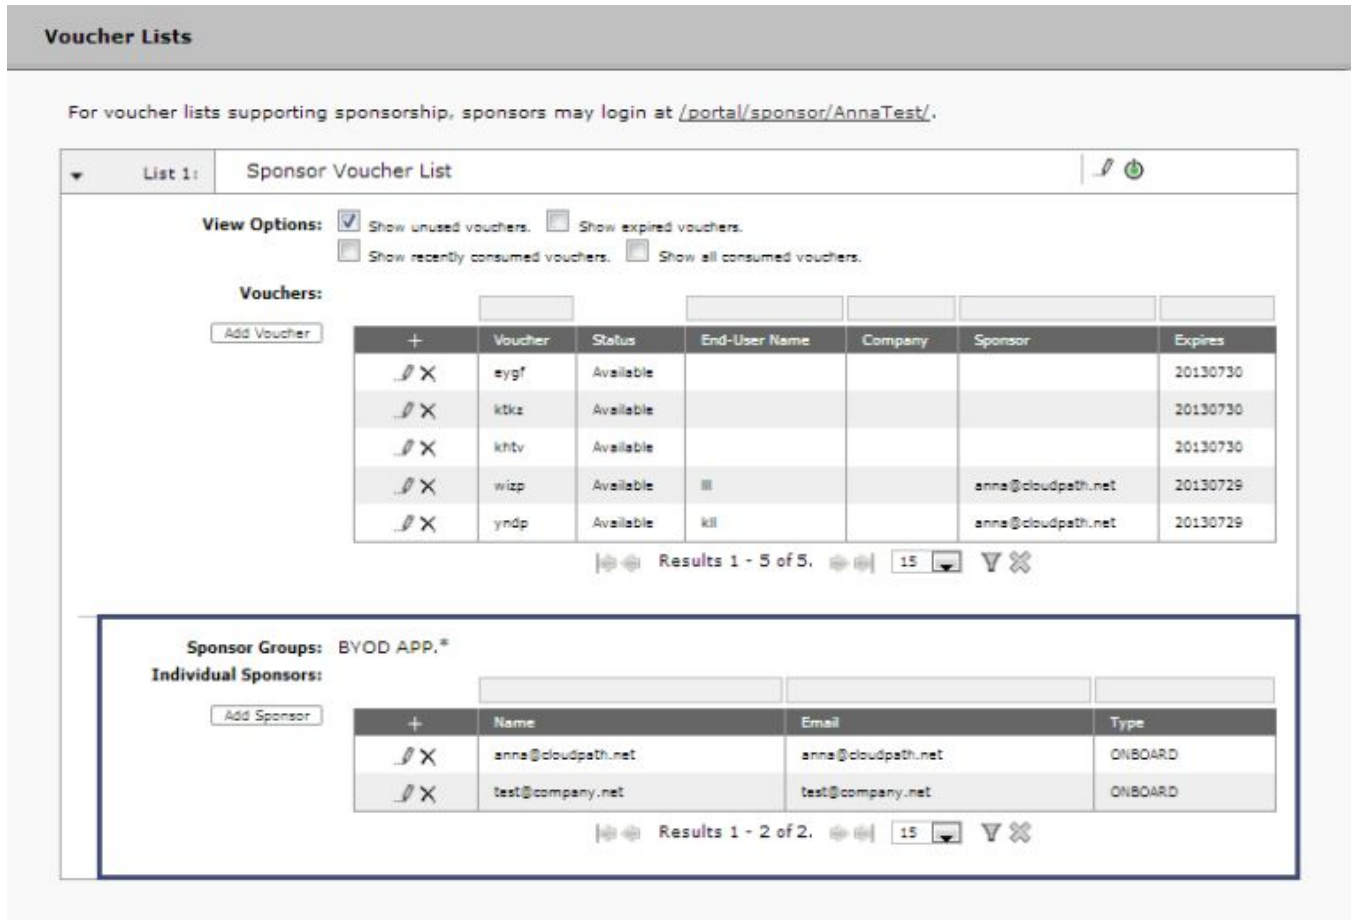 Voucher Lists
For voucher lists supporting sponsorship, sponsors may login at /portal/sponsor/AnnaTest/.
List 1: Sponsor Voucher List
View Options: Show unused vouchers. Show expired vouchers.
Show recently consumed vouchers. Show all consumed vouchers.
Vouchers:
Add Voucher
+ Voucher Status End-User Name Company Sponsor Expires
eygf Available 20130730
ktkz Available 20130730
khtv Available 20130730
wizp Available anna@cloudpath.net 20130729
yndp Available kll anna@cloudpath.net 20130729
Results 1 - 5 of 5. 15
Sponsor Groups: BYOD APP.*
Individual Sponsors:
Add Sponsor
+ Name Email Type
anna@cloudpath.net anna@cloudpath.net ONBOARD
test@company.net test@company.net ONBOARD
Results 1 - 2 of 2. 15